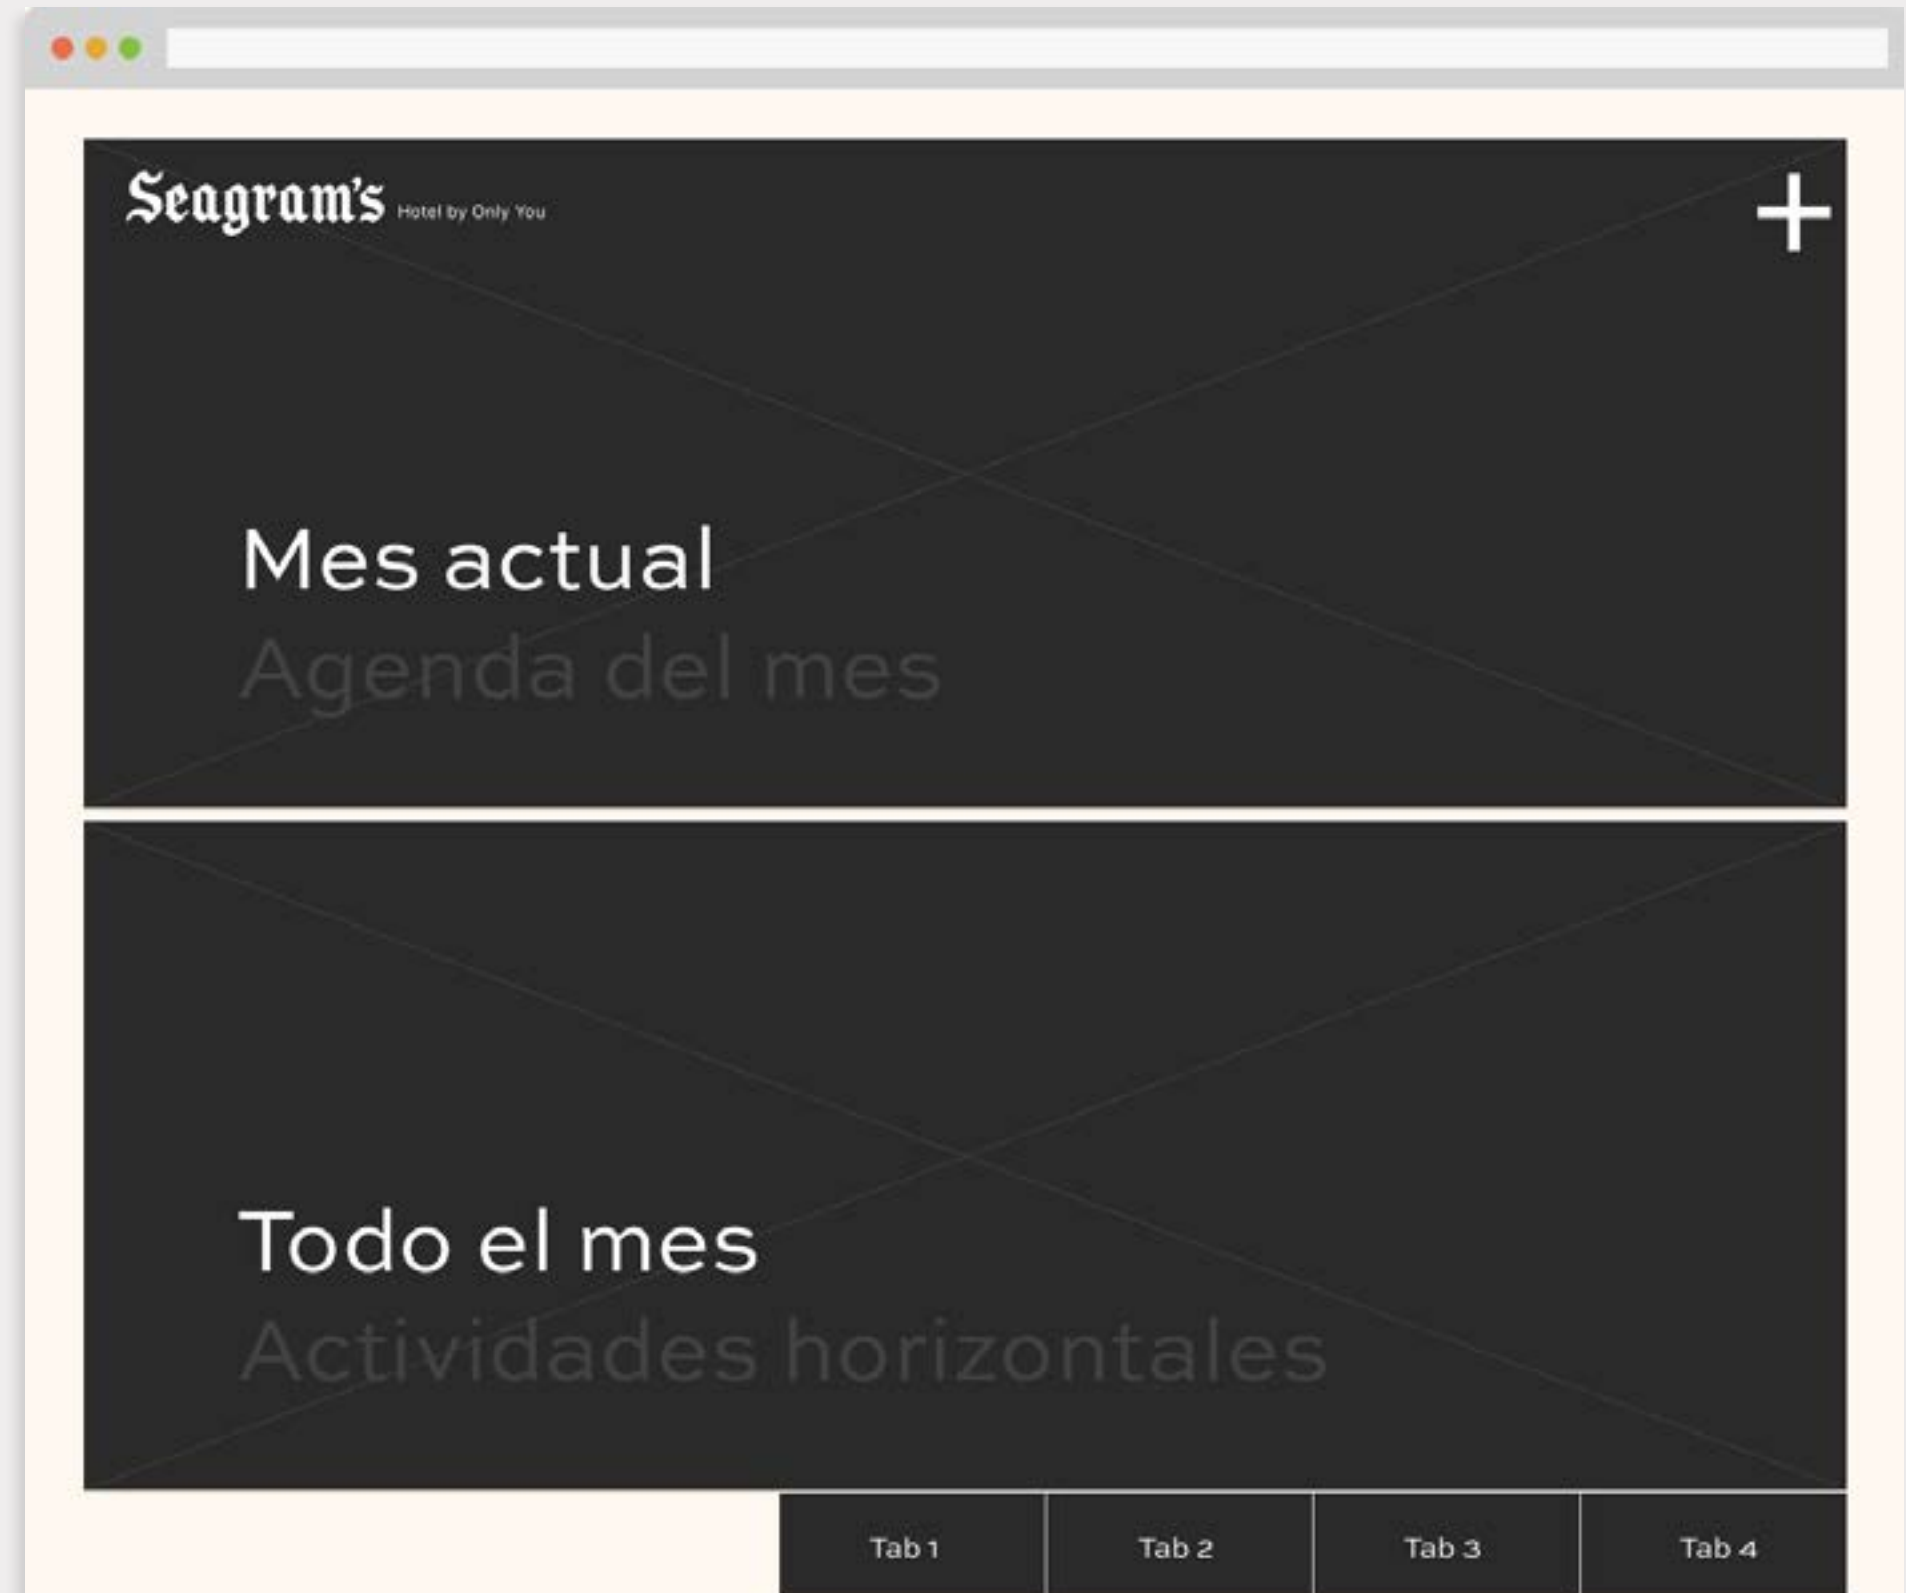 Seagram's Hotel by Only You
Mes actual
Agenda del mes
Todo el mes
Actividades horizontales
Tab 1
Tab 2
Tab 3
Tab 4